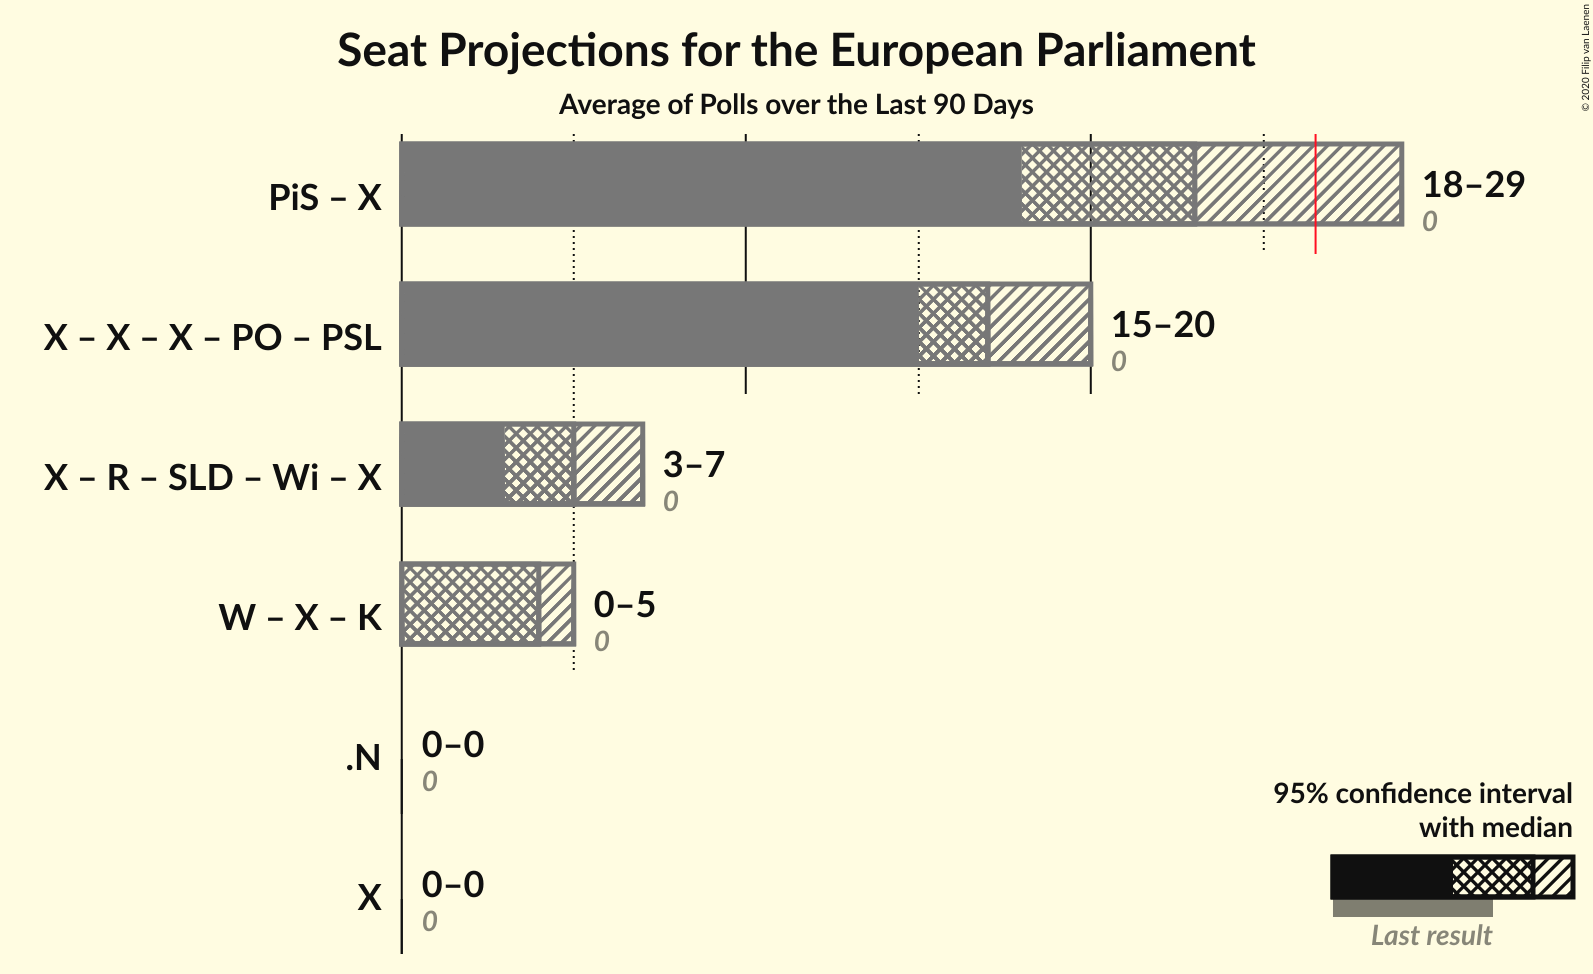 Seat Projections for the European Parliament
Average of Polls over the Last 90 Days
© 2020 Filip van Laenen
PiS – X
18–29
0
X – X – X – PO – PSL
15–20
0
X – R – SLD – Wi – X
3–7
0
W – X – K
0–5
0
.N
0–0
0
X
0–0
0
95% confidence interval
with median
Last result